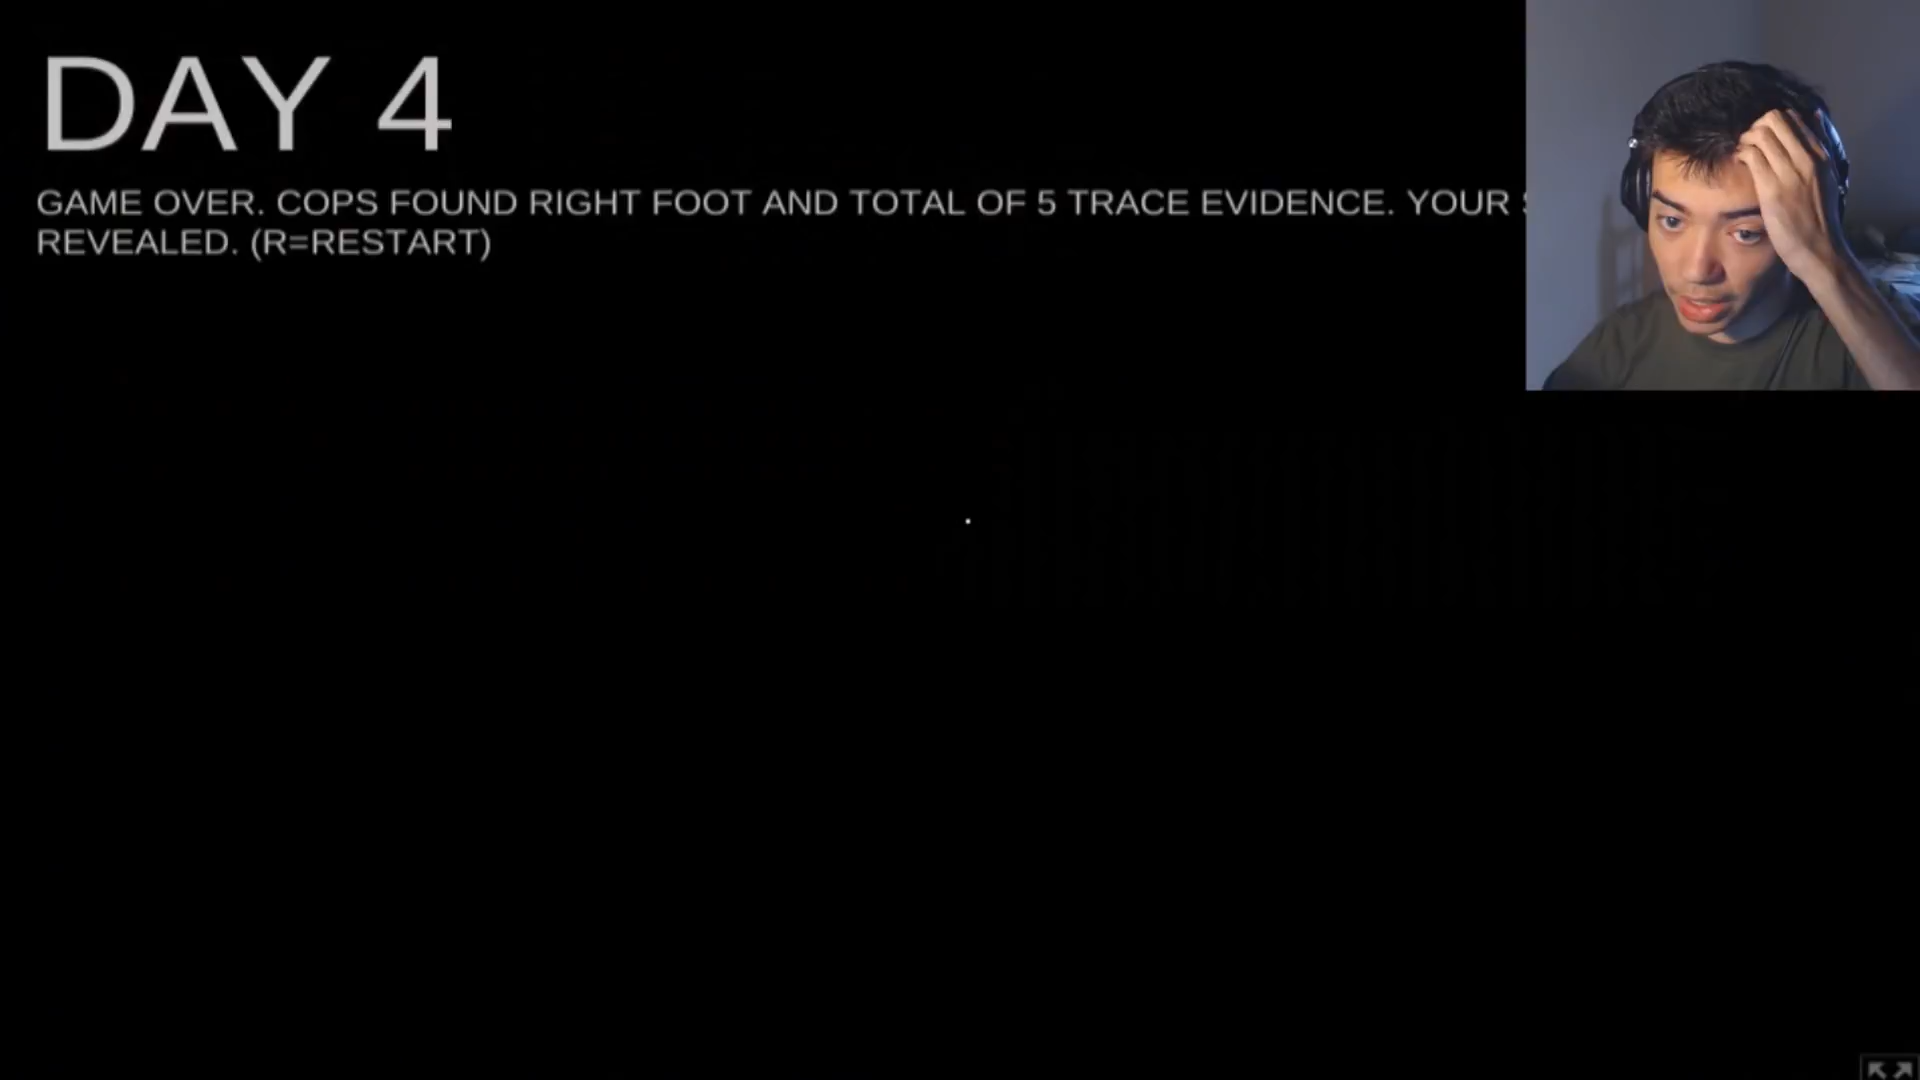 DAY 4
GAME OVER. COPS FOUND RIGHT FOOT AND TOTAL OF 5 TRACE EVIDENCE. YOUR
REVEALED. (R=RESTART)